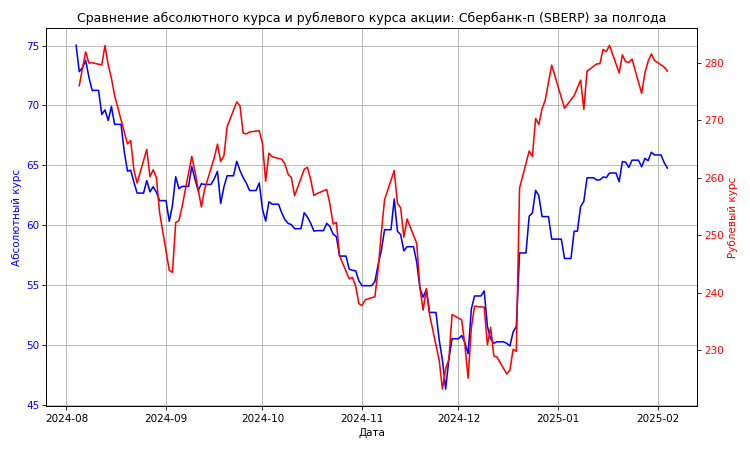 Сравнение абсолютного курса и рублевого курса акции: Сбербанк-п (SBERP) за полгода
75
70
65
60
55
50
45
Абсолютный курс
280
270
260
250
240
230
Рублевый курс
2024-08 2024-09 2024-10 2024-11 2024-12 2025-01 2025-02
Дата